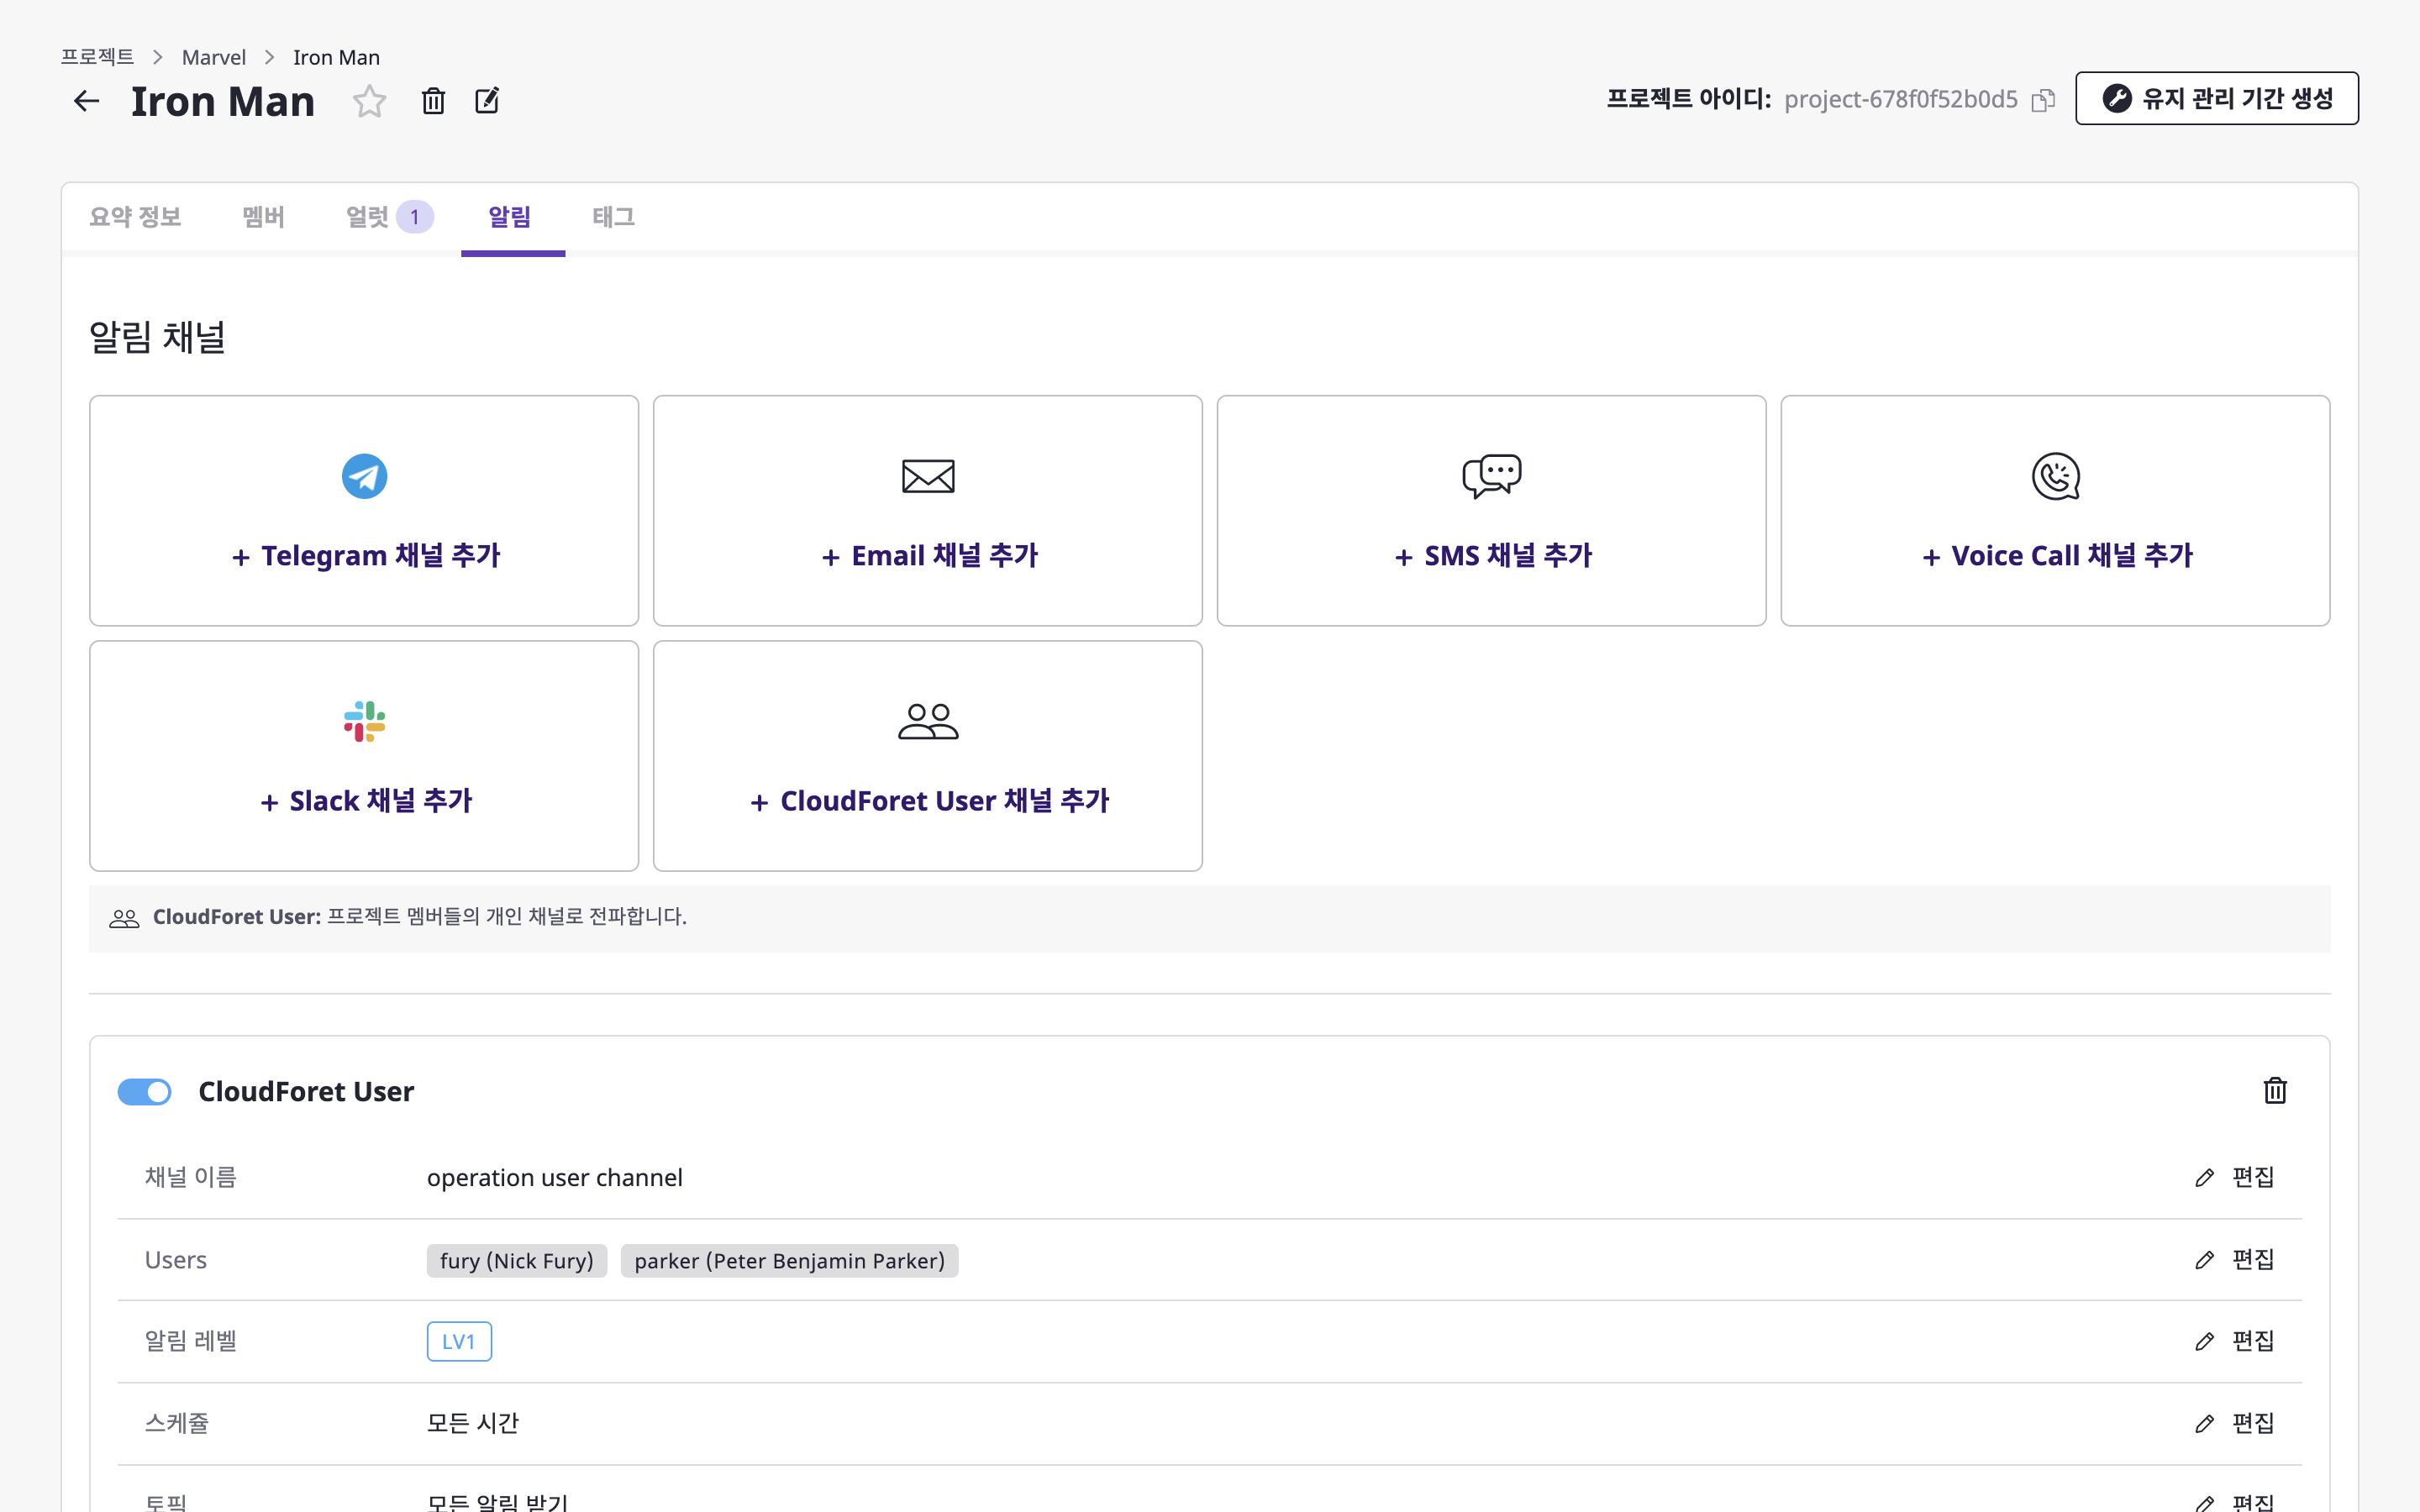 프로젝트 > Marvel > Iron Man
Iron Man
프로젝트 아이디: project-678f0f52b0d5
유지 관리 기간 생성
요약 정보 멤버 얼럿 1 알림 태그
알림 채널
+ Telegram 채널 추가
+ Email 채널 추가
+ SMS 채널 추가
+ Voice Call 채널 추가
+ Slack 채널 추가
+ CloudForet User 채널 추가
CloudForet User: 프로젝트 멤버들의 개인 채널로 전파합니다.
CloudForet User
채널 이름 operation user channel 편집
Users fury (Nick Fury) parker (Peter Benjamin Parker) 편집
알림 레벨 LV1 편집
스케쥴 모든 시간 편집
토픽 모든 알림 받기 편집